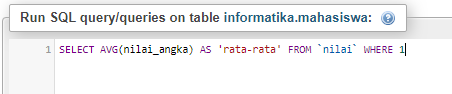 Run SQL query/queries on table informatika.mahasiswa:
1 SELECT AVG(nilai_angka) AS 'rata-rata' FROM `nilai` WHERE 1